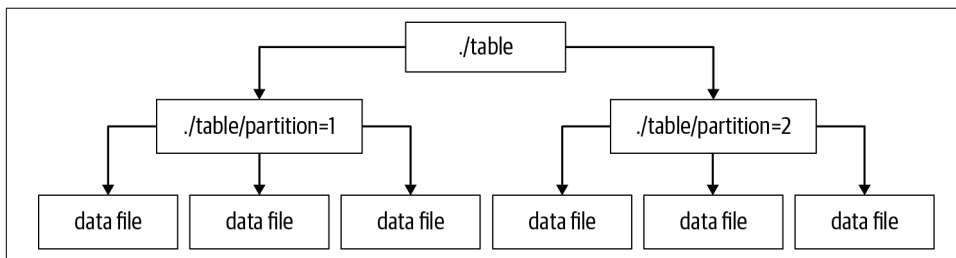 ./table
./table/partition=1
./table/partition=2
data file
data file
data file
data file
data file
data file